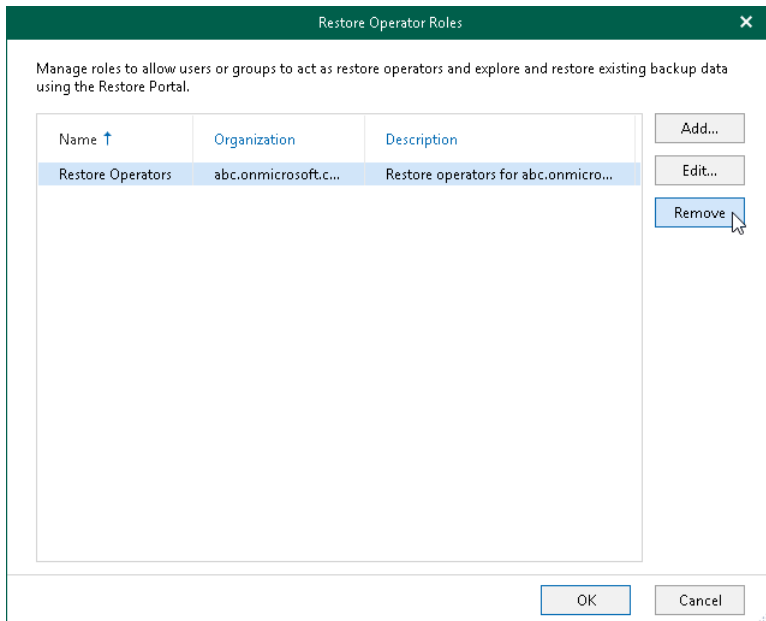 Restore Operator Roles
Manage roles to allow users or groups to act as restore operators and explore and restore existing backup data
using the Restore Portal.
Name Organization Description
Restore Operators abc.onmicrosoft.c... Restore operators for abc.onmicro...
Add...
Edit...
Remove
OK Cancel